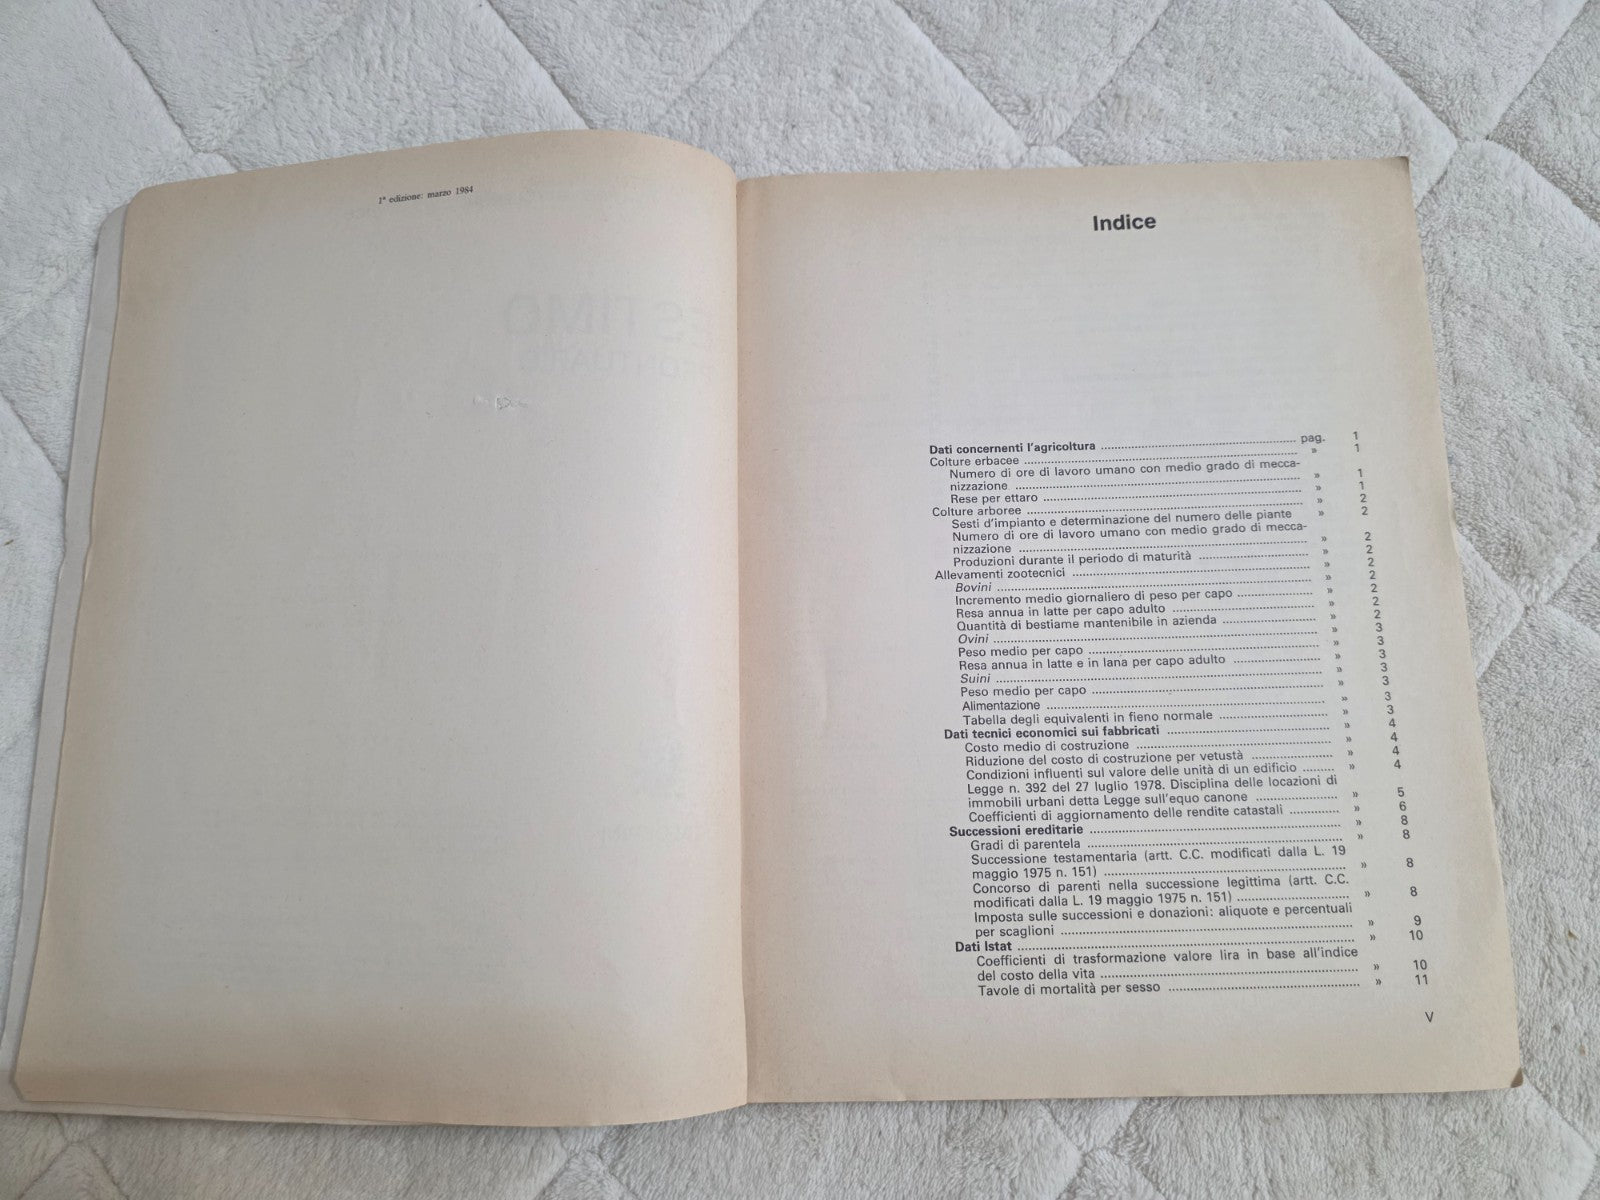 1ª edizione: marzo 1984
Indice
Dati concernenti l'agricoltura ........ pag. 1
Colture erbacee ........ » 1
Numero di ore di lavoro umano con medio grado di mecca-
nizzazione ........ » 1
Rese per ettaro ........ » 1
Colture arboree ........ » 2
Sesti d'impianto e determinazione del numero delle piante » 2
Numero di ore di lavoro umano con medio grado di mecca-
nizzazione ........ » 2
Produzioni durante il periodo di maturità ........ » 2
Allevamenti zootecnici ........ » 2
Bovini ........ » 2
Incremento medio giornaliero di peso per capo ........ » 2
Resa annua in latte per capo adulto ........ » 2
Quantità di bestiame mantenibile in azienda ........ » 2
Ovini ........ » 3
Peso medio per capo ........ » 3
Resa annua in latte e in lana per capo adulto ........ » 3
Suini ........ » 3
Peso medio per capo ........ » 3
Alimentazione ........ » 3
Tabella degli equivalenti in fieno normale ........ » 3
Dati tecnici economici sui fabbricati ........ » 4
Costo medio di costruzione ........ » 4
Riduzione del costo di costruzione per vetustà ........ » 4
Condizioni influenti sul valore delle unità di un edificio ........ » 4
Legge n. 392 del 27 luglio 1978. Disciplina delle locazioni di
immobili urbani detta Legge sull'equo canone ........ » 5
Coefficienti di aggiornamento delle rendite catastali ........ » 6
Successioni ereditarie ........ » 8
Gradi di parentela ........ » 8
Successione testamentaria (artt. C.C. modificati dalla L. 19
maggio 1975 n. 151) ........ » 8
Concorso di parenti nella successione legittima (artt. C.C.
modificati dalla L. 19 maggio 1975 n. 151) ........ » 8
Imposta sulle successioni e donazioni: aliquote e percentuali
per scaglioni ........ » 9
Dati Istat ........ » 10
Coefficienti di trasformazione valore lira in base all'indice
del costo della vita ........ » 10
Tavole di mortalità per sesso ........ » 11
V